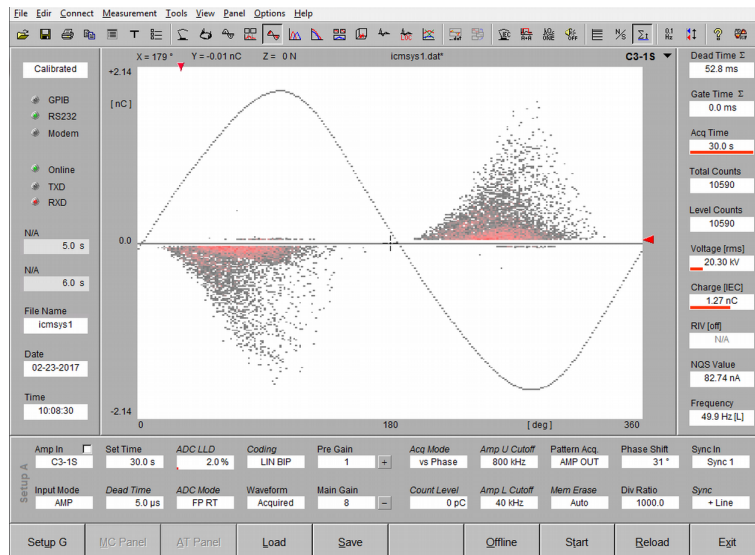 File Edit Connect Measurement Tools View Panel Options Help
X = 179 ° Y = -0.01 nC Z = 0 N icmsys1.dat* C3-1S
Calibrated
GPIB
RS232
Modem
Online
TXD
RXD
N/A
5.0 s
N/A
6.0 s
File Name
icmsys1
Date
02-23-2017
Time
10:08:30
+2.14
[ nC ]
0.0
-2.14
0 180 [ deg ] 360
Dead Time Σ
52.8 ms
Gate Time Σ
0.0 ms
Acq Time
30.0 s
Total Counts
10590
Level Counts
10590
Voltage [rms]
20.30 kV
Charge [IEC]
1.27 nC
RIV [off]
N/A
NQS Value
82.74 nA
Frequency
49.9 Hz [L]
Setup A
Amp In Set Time ADC LLD Coding Pre Gain Acq Mode Amp U Cutoff Pattern Acq. Phase Shift Sync In
C3-1S 30.0 s 2.0 % LIN BIP 1 + vs Phase 800 kHz AMP OUT 31 ° Sync 1
Input Mode Dead Time ADC Mode Waveform Main Gain Count Level Amp L Cutoff Mem Erase Div Ratio Sync
AMP 5.0 µs FP RT Acquired 8 − 0 pC 40 kHz Auto 1000.0 + Line
Setup G MC Panel AT Panel Load Save Offline Start Reload Exit